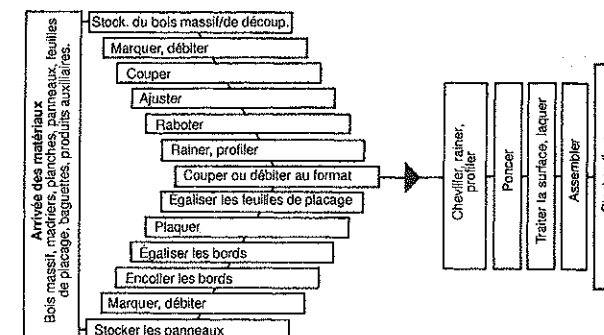 Arrivée des matériaux
Bois massif, madriers, planches, panneaux, feuilles
de placage, baguettes, produits auxiliaires.
Stock. du bois massif/de découp.
Marquer, débiter
Couper
Ajuster
Raboter
Rainer, profiler
Couper ou débiter au format
Egaliser les feuilles de placage
Plaquer
Égaliser les bords
Encoller les bords
Marquer, débiter
Stocker les panneaux
Cheviller, rainer,
profiler
Poncer
Traiter la surface, laquer
Assembler